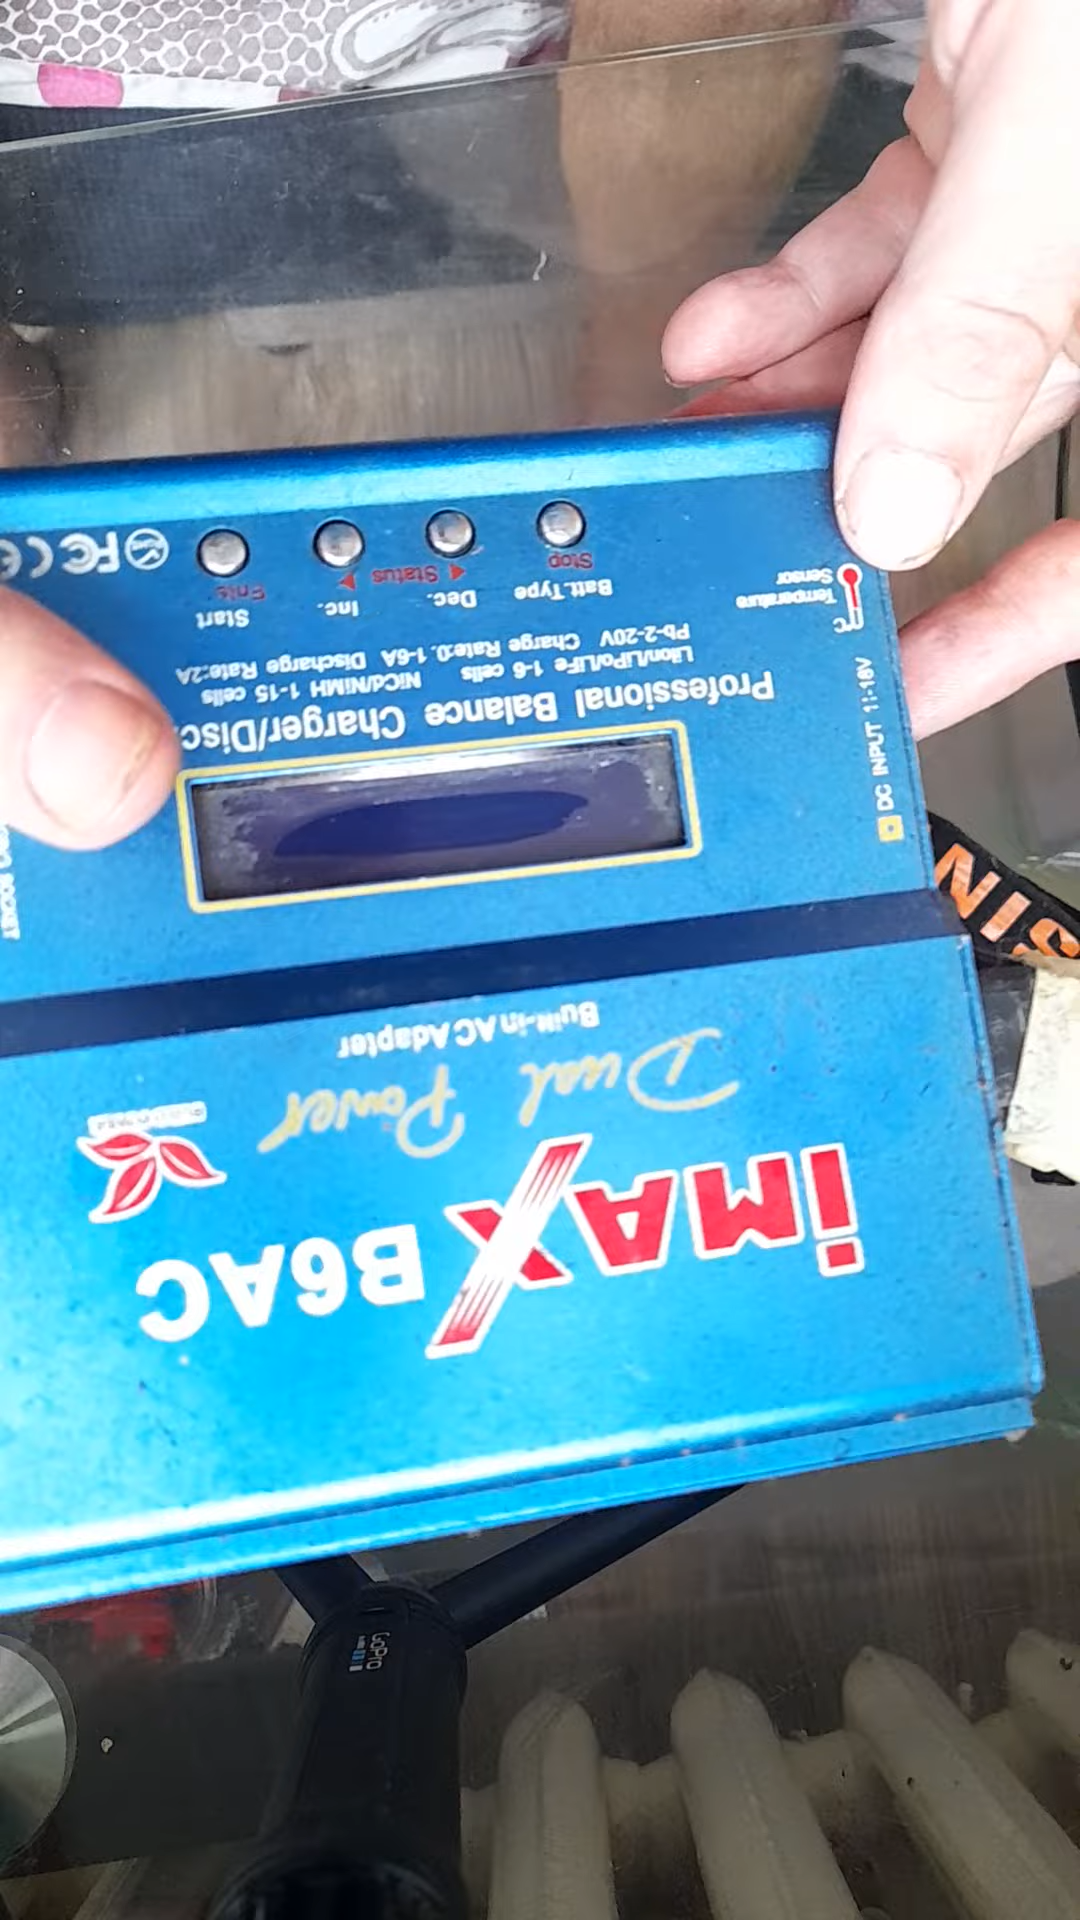 iMAX B6AC
Dual Power
Built-in AC Adapter
Professional Balance Charger/Disc
LiIon/LiPo/LiFe 1-6 cells NiCd/NiMH 1-15 cells
Pb-2-20V Charge Rate:0.1-6A Discharge Rate:2A
Batt.Type
Stop
Dec.
Status
Inc.
Start
°C
Temperature
Sensor
DC INPUT 11-18V
FC CE
GoPro